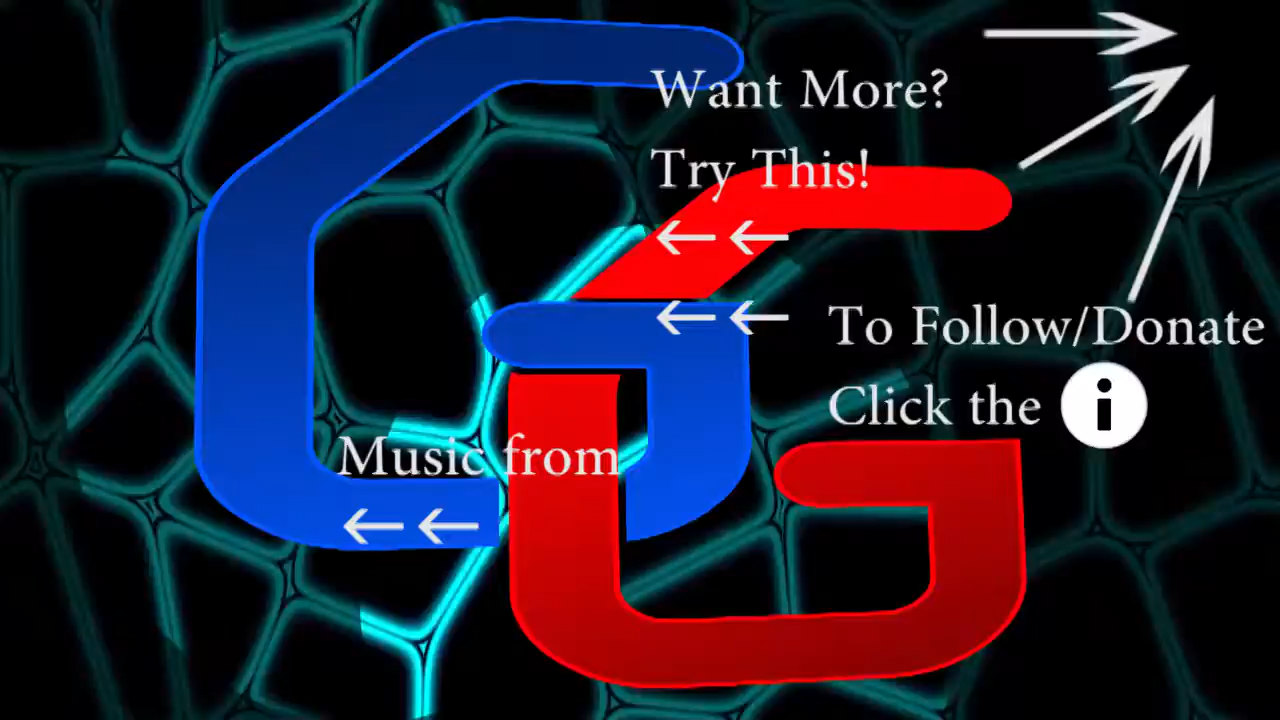 Want More?
Try This!
←←
←←
To Follow/Donate
Click the i
Music from
←←